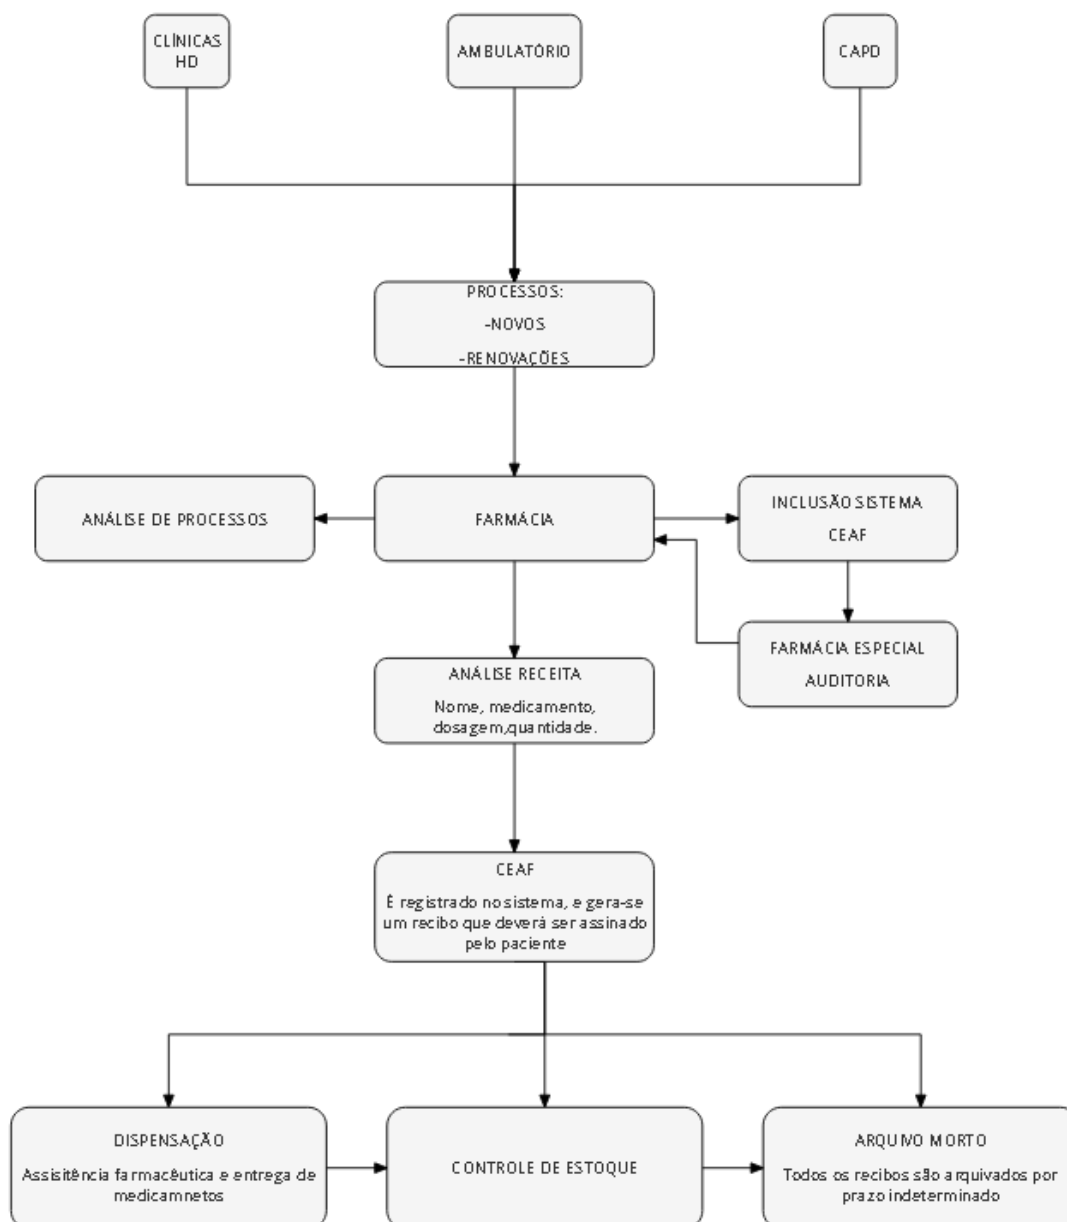 CLÍNICAS
HD
AMBULATÓRIO
CAPD
PROCESSOS:
-NOVOS
-RENOVAÇÕES
ANÁLISE DE PROCESSOS
FARMÁCIA
INCLUSÃO SISTEMA
CEAF
FARMÁCIA ESPECIAL
AUDITORIA
ANÁLISE RECEITA
Nome, medicamento,
dosagem,quantidade.
CEAF
É registrado no sistema, e gera-se
um recibo que deverá ser assinado
pelo paciente
DISPENSAÇÃO
Assisitência farmacêutica e entrega de
medicamnetos
CONTROLE DE ESTOQUE
ARQUIVO MORTO
Todos os recibos são arquivados por
prazo indeterminado